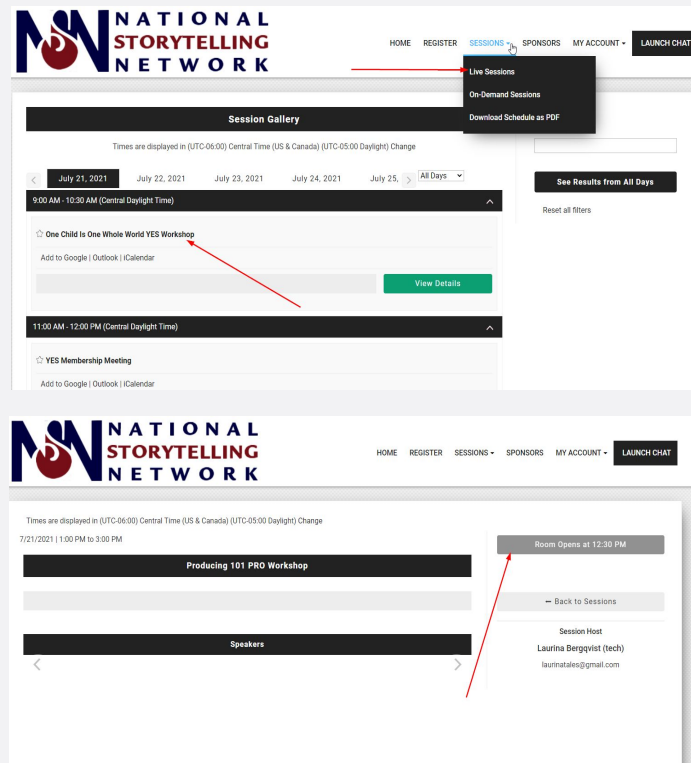 NATIONAL
STORYTELLING
NETWORK
HOME REGISTER SESSIONS SPONSORS MY ACCOUNT LAUNCH CHAT
Live Sessions
On-Demand Sessions
Download Schedule as PDF
Session Gallery
Times are displayed in (UTC-06:00) Central Time (US & Canada) (UTC-05:00 Daylight) Change
July 21, 2021 July 22, 2021 July 23, 2021 July 24, 2021 July 25, All Days
See Results from All Days
Reset all filters
9:00 AM - 10:30 AM (Central Daylight Time)
One Child Is One Whole World YES Workshop
Add to Google | Outlook | iCalendar
View Details
11:00 AM - 12:00 PM (Central Daylight Time)
YES Membership Meeting
Add to Google | Outlook | iCalendar
NATIONAL
STORYTELLING
NETWORK
HOME REGISTER SESSIONS SPONSORS MY ACCOUNT LAUNCH CHAT
Times are displayed in (UTC-06:00) Central Time (US & Canada) (UTC-05:00 Daylight) Change
7/21/2021 | 1:00 PM to 3:00 PM
Room Opens at 12:30 PM
Producing 101 PRO Workshop
Back to Sessions
Session Host
Speakers
Laurina Bergqvist (tech)
laurinatales@gmail.com